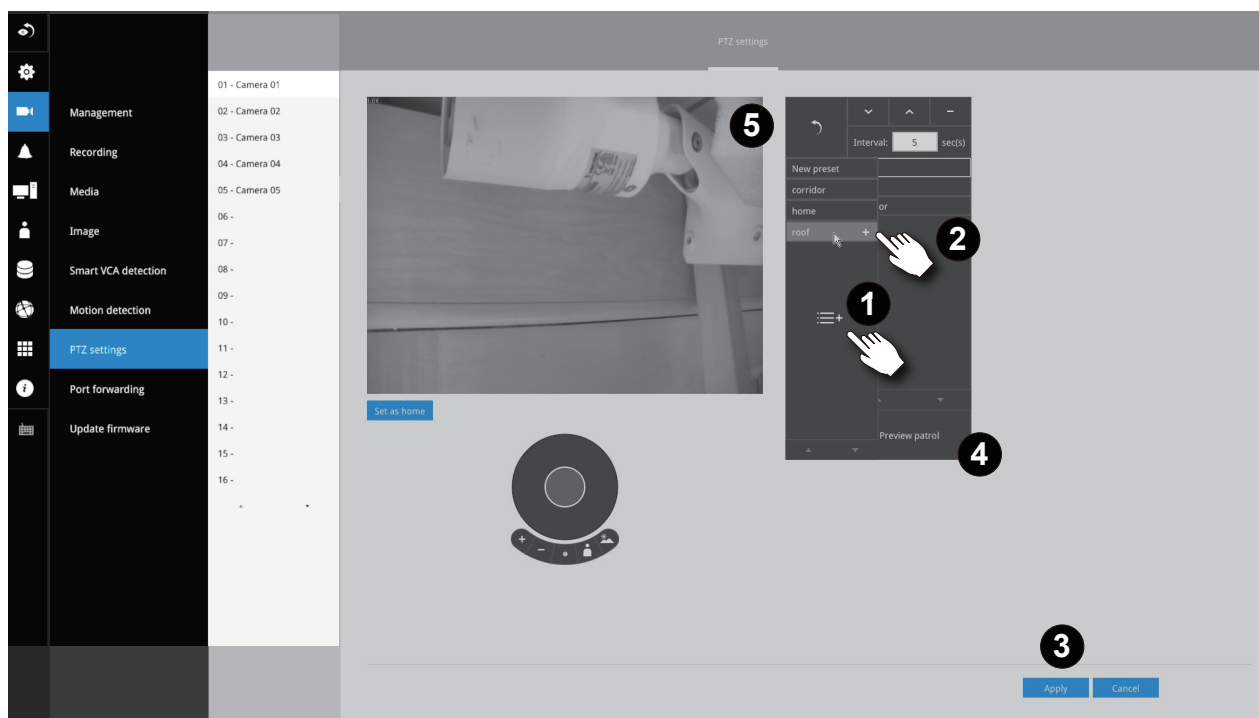 PTZ settings
Management
Recording
Media
Image
Smart VCA detection
Motion detection
PTZ settings
Port forwarding
Update firmware
01 - Camera 01
02 - Camera 02
03 - Camera 03
04 - Camera 04
05 - Camera 05
06 -
07 -
08 -
09 -
10 -
11 -
12 -
13 -
14 -
15 -
16 -
5
Interval: 5 sec(s)
New preset
corridor
home
or
roof +
2
1
Set as home
Preview patrol
4
3
Apply Cancel